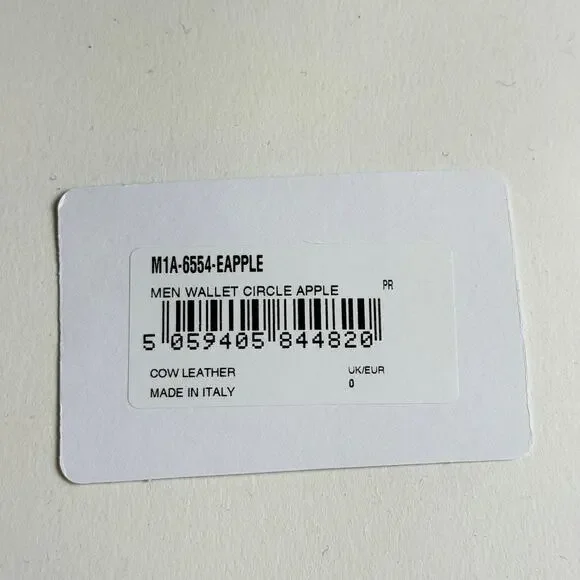 M1A-6554-EAPPLE
MEN WALLET CIRCLE APPLE PR
5 059405 844820
COW LEATHER UK/EUR
MADE IN ITALY 0